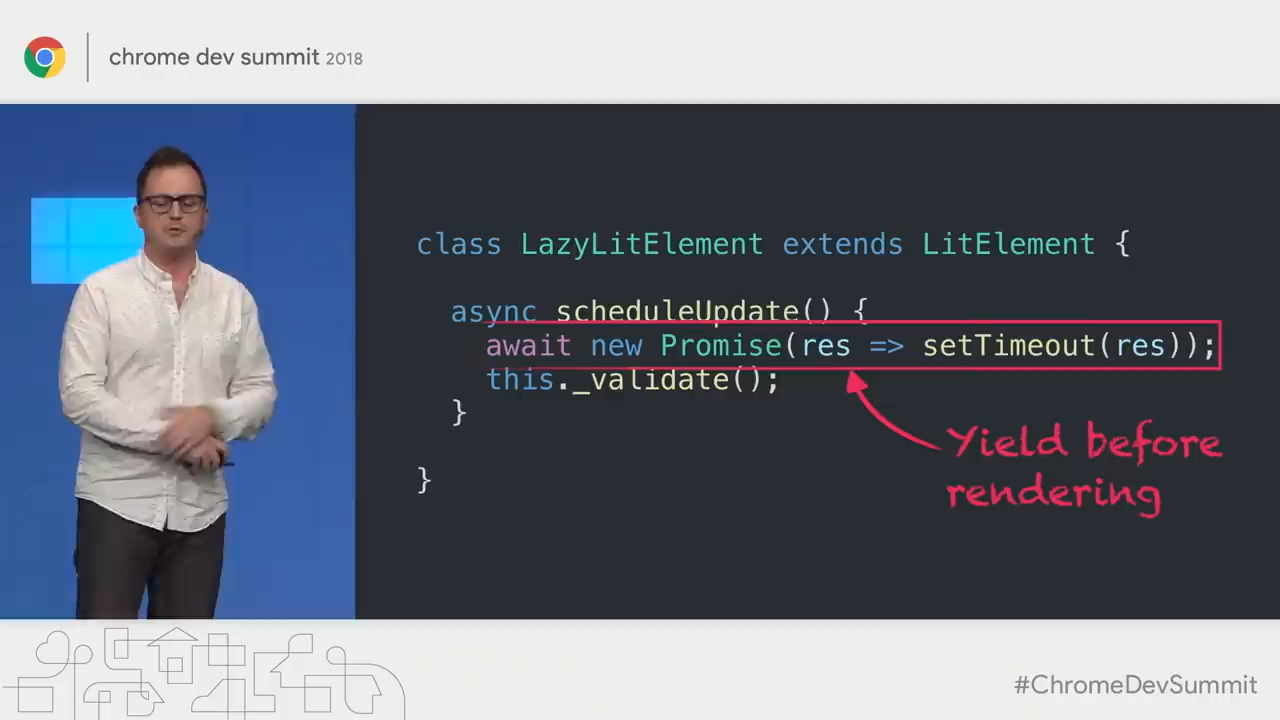 chrome dev summit 2018
class LazyLitElement extends LitElement {
async scheduleUpdate() {
await new Promise(res => setTimeout(res));
this._validate();
}
}
Yield before
rendering
#ChromeDevSummit